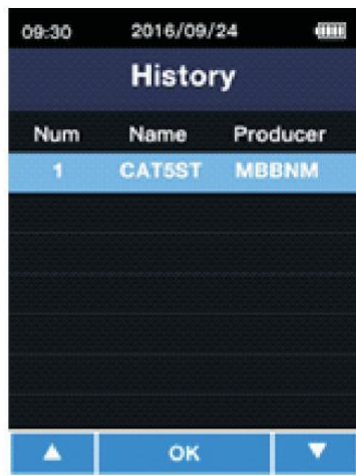 09:30 2016/09/24
History
Num Name Producer
1 CAT5ST MBBNM
OK